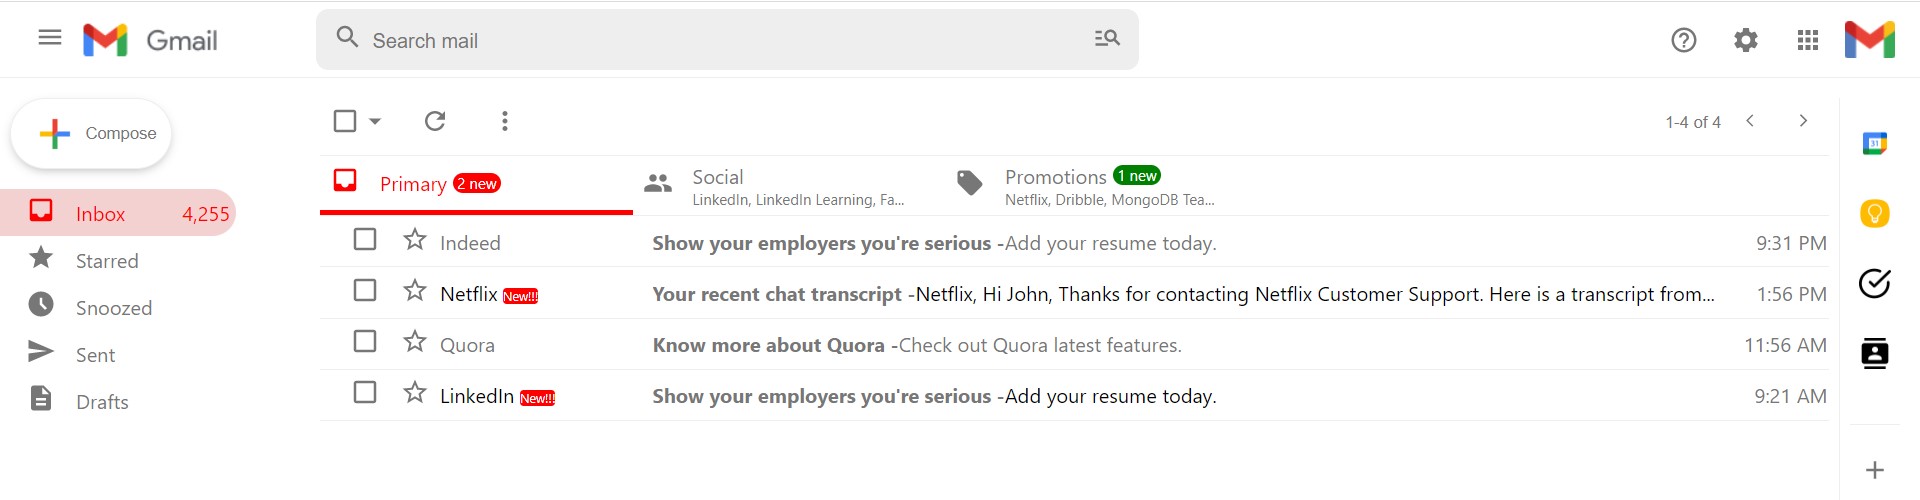 Gmail
Search mail
Compose
1-4 of 4
31
Inbox 4,255
Starred
Snoozed
Sent
Drafts
Primary 2 new
Social
LinkedIn, LinkedIn Learning, Fa...
Promotions 1 new
Netflix, Dribble, MongoDB Tea...
Indeed Show your employers you're serious -Add your resume today. 9:31 PM
Netflix New!!! Your recent chat transcript -Netflix, Hi John, Thanks for contacting Netflix Customer Support. Here is a transcript from... 1:56 PM
Quora Know more about Quora -Check out Quora latest features. 11:56 AM
LinkedIn New!!! Show your employers you're serious -Add your resume today. 9:21 AM